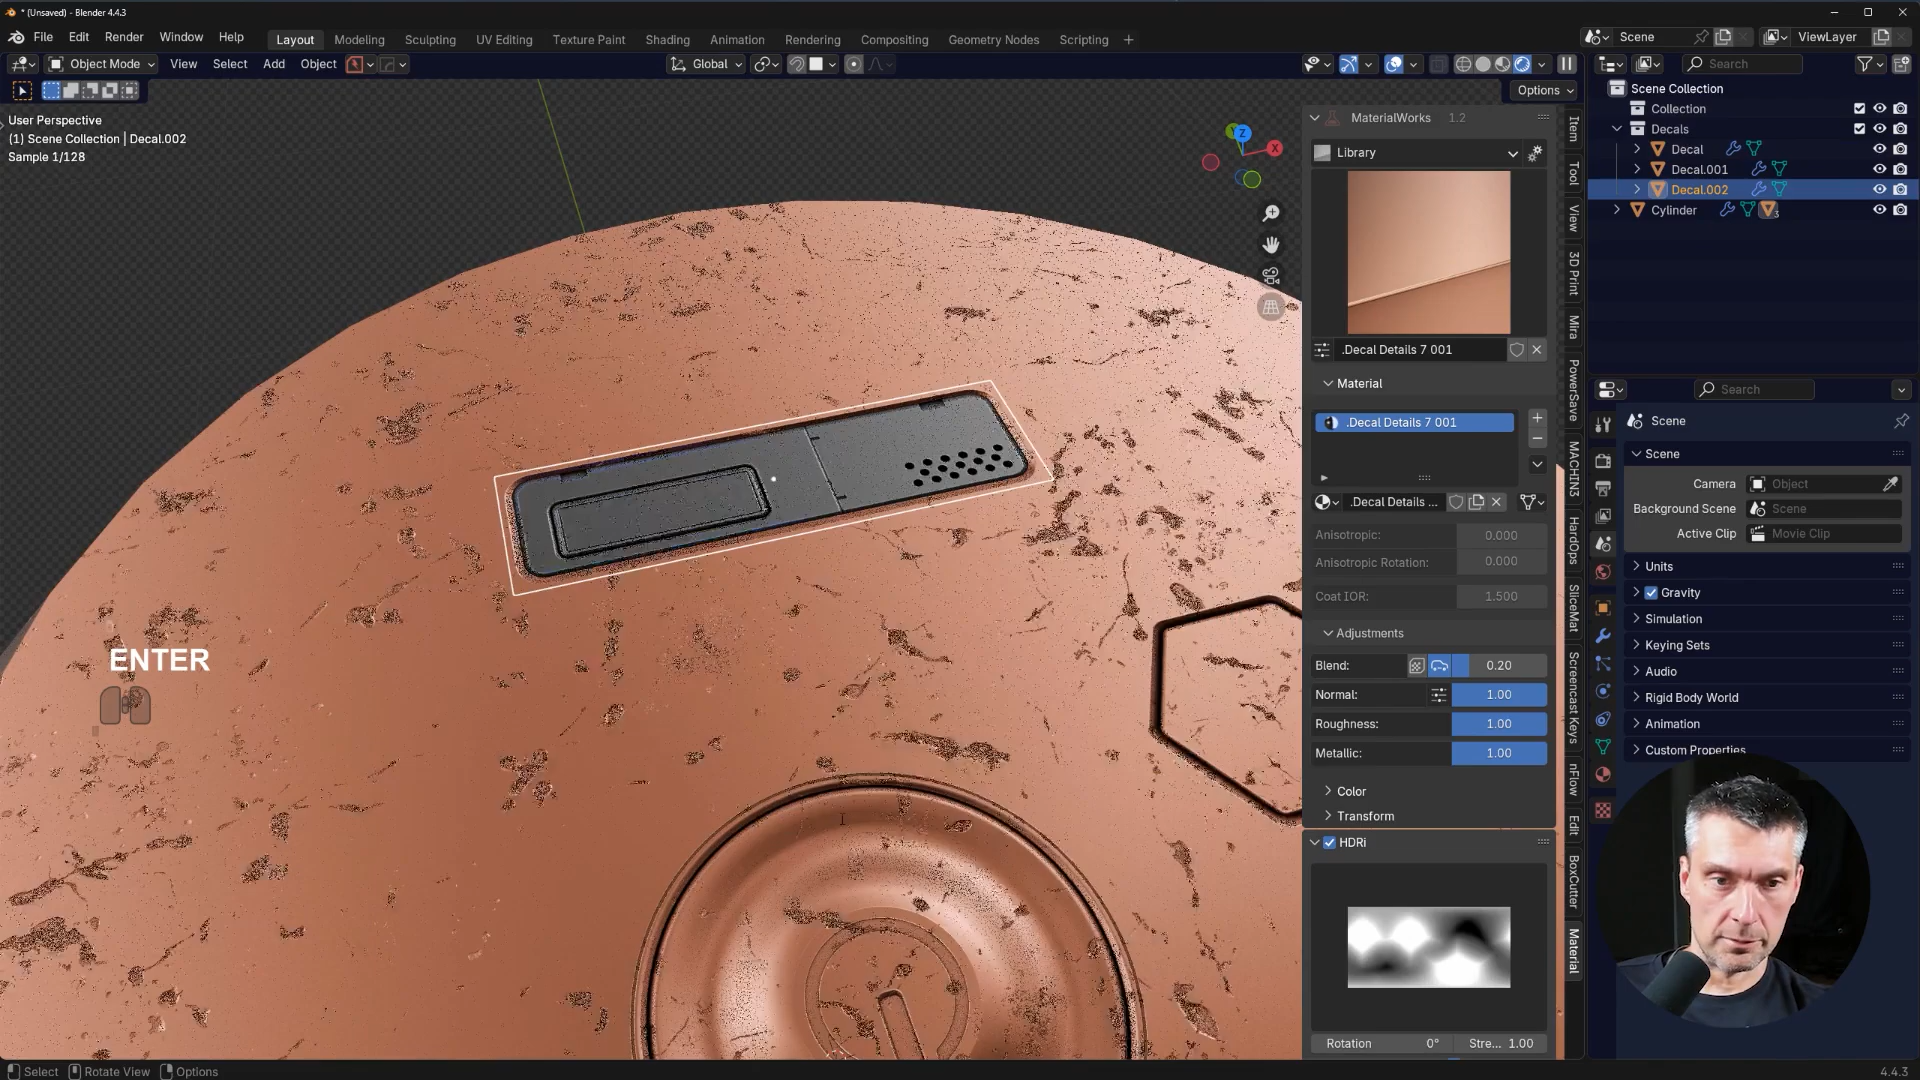 * (Unsaved) - Blender 4.4.3
File Edit Render Window Help
Layout Modeling Sculpting UV Editing Texture Paint Shading Animation Rendering Compositing Geometry Nodes Scripting +
Scene
ViewLayer
Object Mode View Select Add Object
Global
Search
Options
User Perspective
(1) Scene Collection | Decal.002
Sample 1/128
Z
X
ENTER
MaterialWorks 1.2
Library
.Decal Details 7 001
Material
.Decal Details 7 001
.Decal Details ...
Anisotropic: 0.000
Anisotropic Rotation: 0.000
Coat IOR: 1.500
Adjustments
Blend: 0.20
Normal: 1.00
Roughness: 1.00
Metallic: 1.00
Color
Transform
HDRi
Rotation 0° Stre... 1.00
Item
Tool
View
3D Print
Mira
PowerSave
MACHIN3
HardOps
SliceMat
Screencast Keys
nFlow
Edit
BoxCutter
Material
Scene Collection
Collection
Decals
Decal
Decal.001
Decal.002
Cylinder
3
Search
Scene
Scene
Camera Object
Background Scene Scene
Active Clip Movie Clip
Units
Gravity
Simulation
Keying Sets
Audio
Rigid Body World
Animation
Custom Properties
Select Rotate View Options
4.4.3